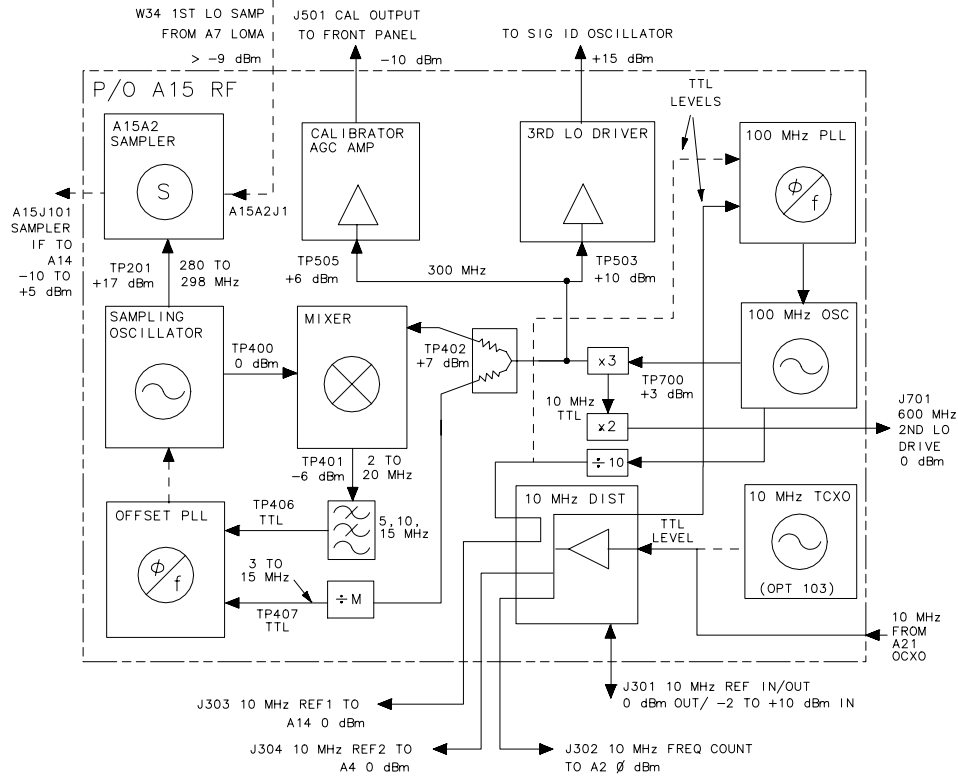 W34 1ST LO SAMP
FROM A7 LOMA
> -9 dBm
J501 CAL OUTPUT
TO FRONT PANEL
-10 dBm
TO SIG ID OSCILLATOR
+15 dBm
P/O A15 RF
TTL
LEVELS
A15A2
SAMPLER
S
CALIBRATOR
AGC AMP
3RD LO DRIVER
100 MHz PLL
Φ/f
A15J101
SAMPLER
IF TO
A14
-10 TO
+5 dBm
A15A2J1
TP201
+17 dBm
280 TO
298 MHz
TP505
+6 dBm
300 MHz
TP503
+10 dBm
SAMPLING
OSCILLATOR
MIXER
100 MHz OSC
TP400
0 dBm
TP402
+7 dBm
x3
TP700
+3 dBm
10 MHz
TTL
x2
J701
600 MHz
2ND LO
DRIVE
0 dBm
÷10
TP401
-6 dBm
2 TO
20 MHz
OFFSET PLL
Φ/f
TP406
TTL
5,10,
15 MHz
10 MHz DIST
TTL
LEVEL
10 MHz TCXO
(OPT 103)
3 TO
15 MHz
÷M
TP407
TTL
10 MHz
FROM
A21
OCXO
J303 10 MHz REF1 TO
A14 0 dBm
J301 10 MHz REF IN/OUT
0 dBm OUT/ -2 TO +10 dBm IN
J304 10 MHz REF2 TO
A4 0 dBm
J302 10 MHz FREQ COUNT
TO A2 Ø dBm